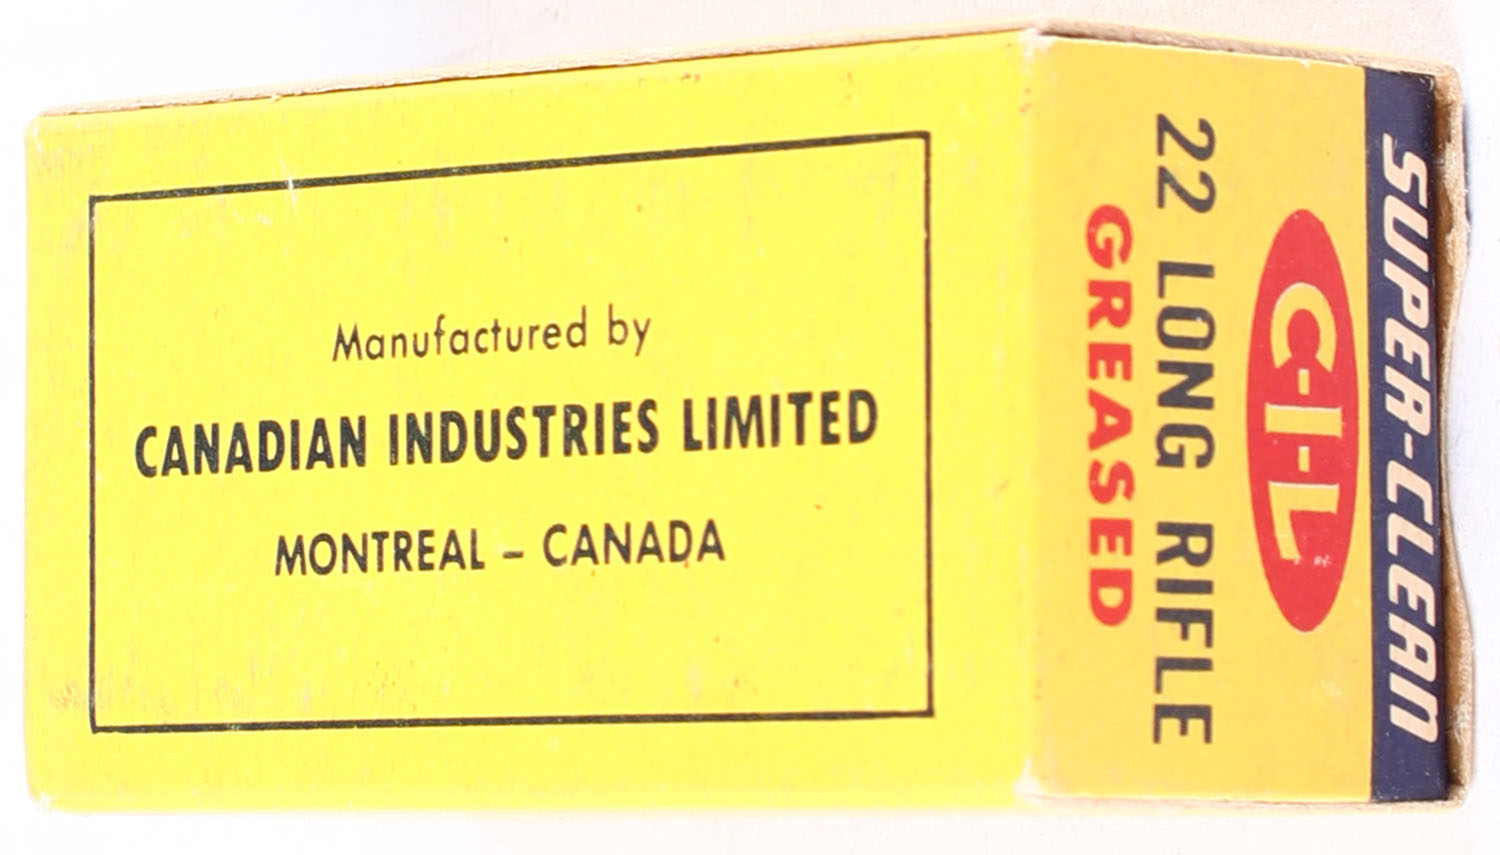 Manufactured by
CANADIAN INDUSTRIES LIMITED
MONTREAL – CANADA
SUPER-CLEAN
C-I-L
22 LONG RIFLE
GREASED